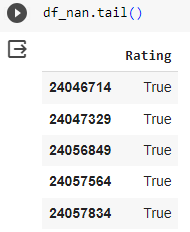 df_nan.tail()
Rating
24046714 True
24047329 True
24056849 True
24057564 True
24057834 True